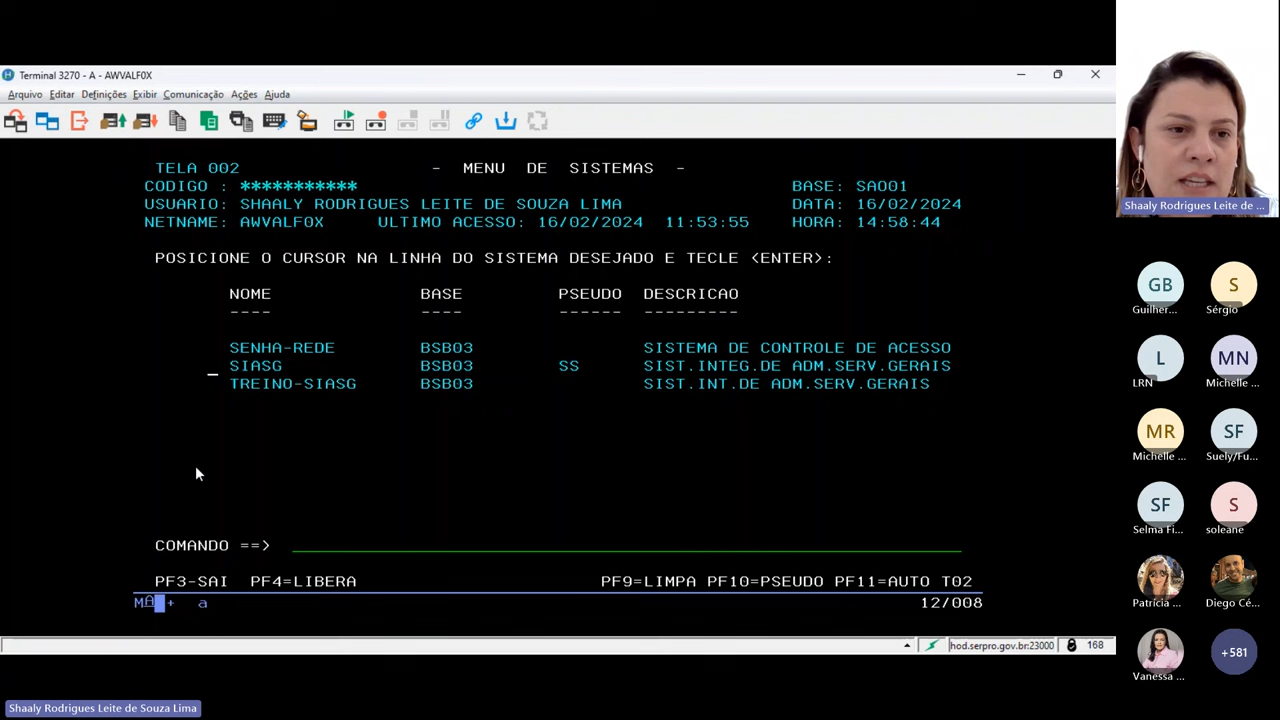 Terminal 3270 - A - AWVALF0X
Arquivo Editar Definições Exibir Comunicação Ações Ajuda
TELA 002 - MENU DE SISTEMAS -
CODIGO : *********** BASE: SAO01
USUARIO: SHAALY RODRIGUES LEITE DE SOUZA LIMA DATA: 16/02/2024
NETNAME: AWVALF0X ULTIMO ACESSO: 16/02/2024 11:53:55 HORA: 14:58:44
POSICIONE O CURSOR NA LINHA DO SISTEMA DESEJADO E TECLE <ENTER>:
NOME BASE PSEUDO DESCRICAO
---- ---- ------ ---------
SENHA-REDE BSB03 SISTEMA DE CONTROLE DE ACESSO
SIASG BSB03 SS SIST.INTEG.DE ADM.SERV.GERAIS
TREINO-SIASG BSB03 SIST.INT.DE ADM.SERV.GERAIS
COMANDO ==>
PF3-SAI PF4=LIBERA PF9=LIMPA PF10=PSEUDO PF11=AUTO T02
MA + a 12/008
hod.serpro.gov.br:23000 168
Shaaly Rodrigues Leite de Souza Lima
Shaaly Rodrigues Leite de ...
GB S
Guilher... Sérgio
L MN
LRN Michelle ...
MR SF
Michelle ... Suely/Fu...
SF S
Selma Fi... soleane
Patrícia ... Diego Cé...
Vanessa ... +581